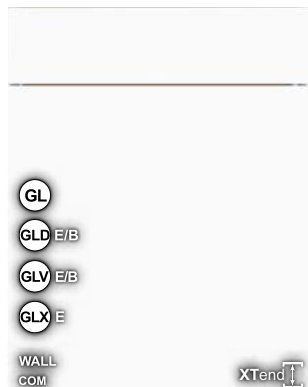 GL
GLD E/B
GLV E/B
GLX E
WALL
COM
XTend